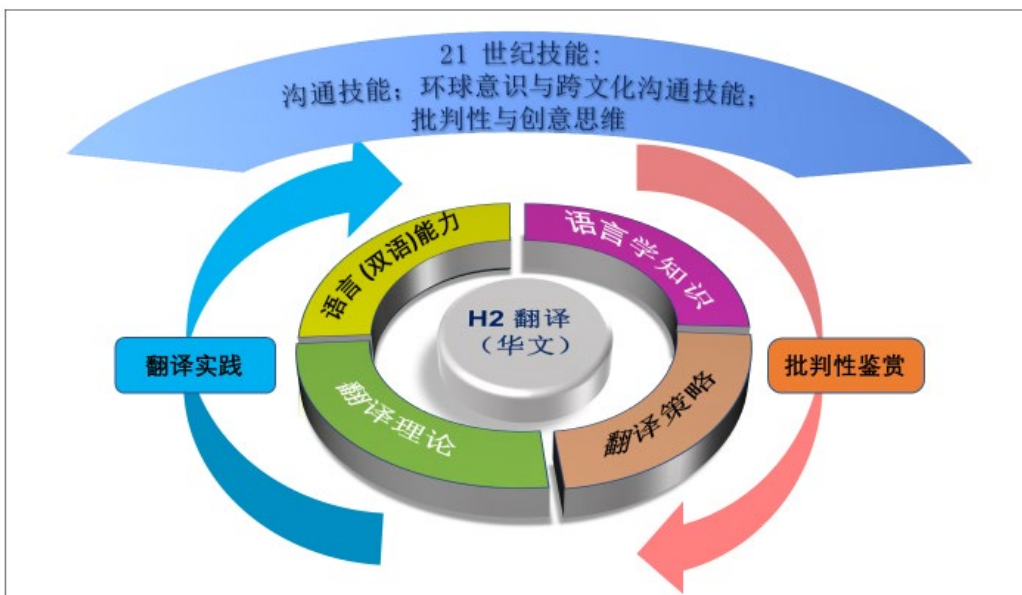 21 世纪技能:
沟通技能；环球意识与跨文化沟通技能；
批判性与创意思维
语言(双语)能力
语言学知识
H2 翻译
（华文）
翻译实践
批判性鉴赏
翻译理论
翻译策略